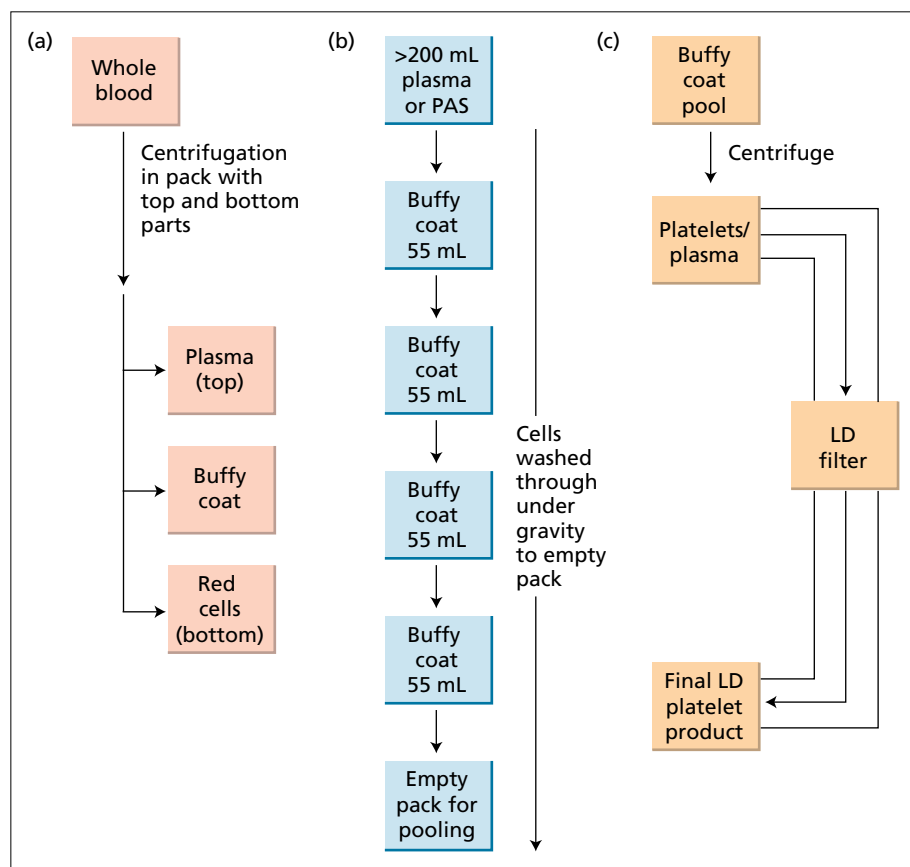 (a)
Whole
blood
Centrifugation
in pack with
top and bottom
parts
Plasma
(top)
Buffy
coat
Red
cells
(bottom)
(b)
>200 mL
plasma
or PAS
Buffy
coat
55 mL
Buffy
coat
55 mL
Buffy
coat
55 mL
Buffy
coat
55 mL
Empty
pack for
pooling
Cells
washed
through
under
gravity
to empty
pack
(c)
Buffy
coat
pool
Centrifuge
Platelets/
plasma
LD
filter
Final LD
platelet
product